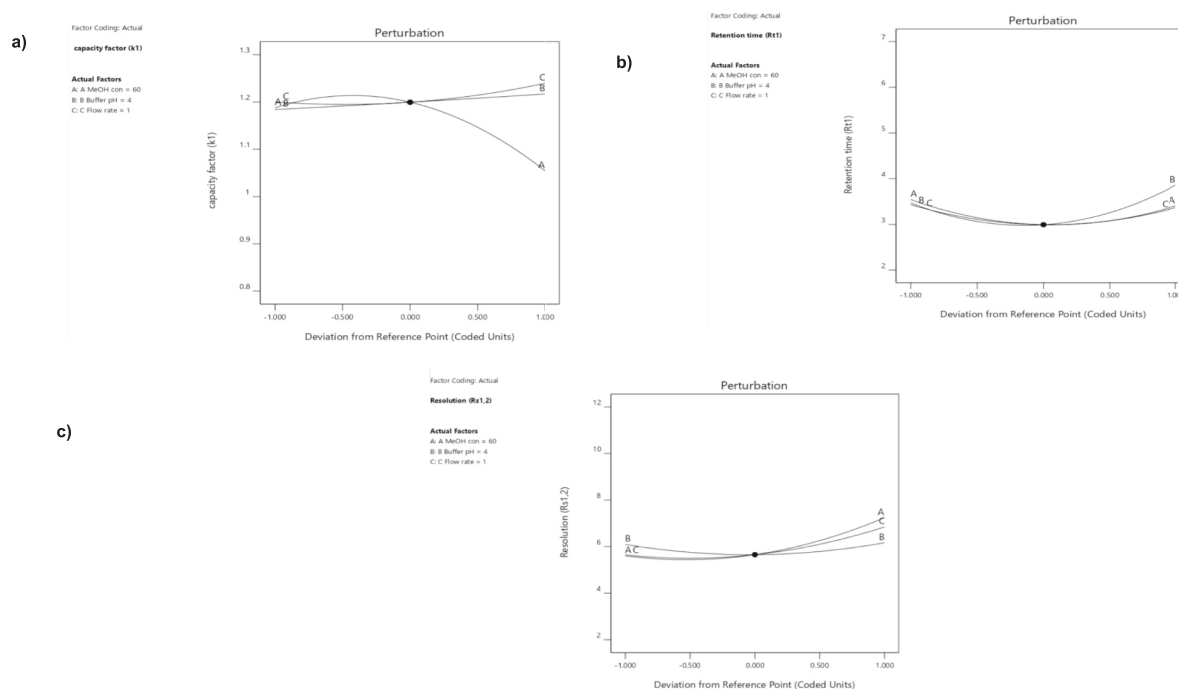 a)
Factor Coding: Actual
capacity factor (k1)
Actual Factors
A: A MeOH con = 60
B: B Buffer pH = 4
C: C Flow rate = 1
Perturbation
capacity factor (k1)
1.3
1.2
1.1
1
0.9
0.8
A
C
B
C
B
A
-1.000
-0.500
0.000
0.500
1.000
Deviation from Reference Point (Coded Units)
b)
Factor Coding: Actual
Retention time (Rt1)
Actual Factors
A: A MeOH con = 60
B: B Buffer pH = 4
C: C Flow rate = 1
Perturbation
Retention time (Rt1)
7
6
5
4
3
2
A
B
C
B
C
A
-1.000
-0.500
0.000
0.500
1.000
Deviation from Reference Point (Coded Units)
c)
Factor Coding: Actual
Resolution (Rs1,2)
Actual Factors
A: A MeOH con = 60
B: B Buffer pH = 4
C: C Flow rate = 1
Perturbation
Resolution (Rs1,2)
12
10
8
6
4
2
B
A C
A
C
B
-1.000
-0.500
0.000
0.500
1.000
Deviation from Reference Point (Coded Units)